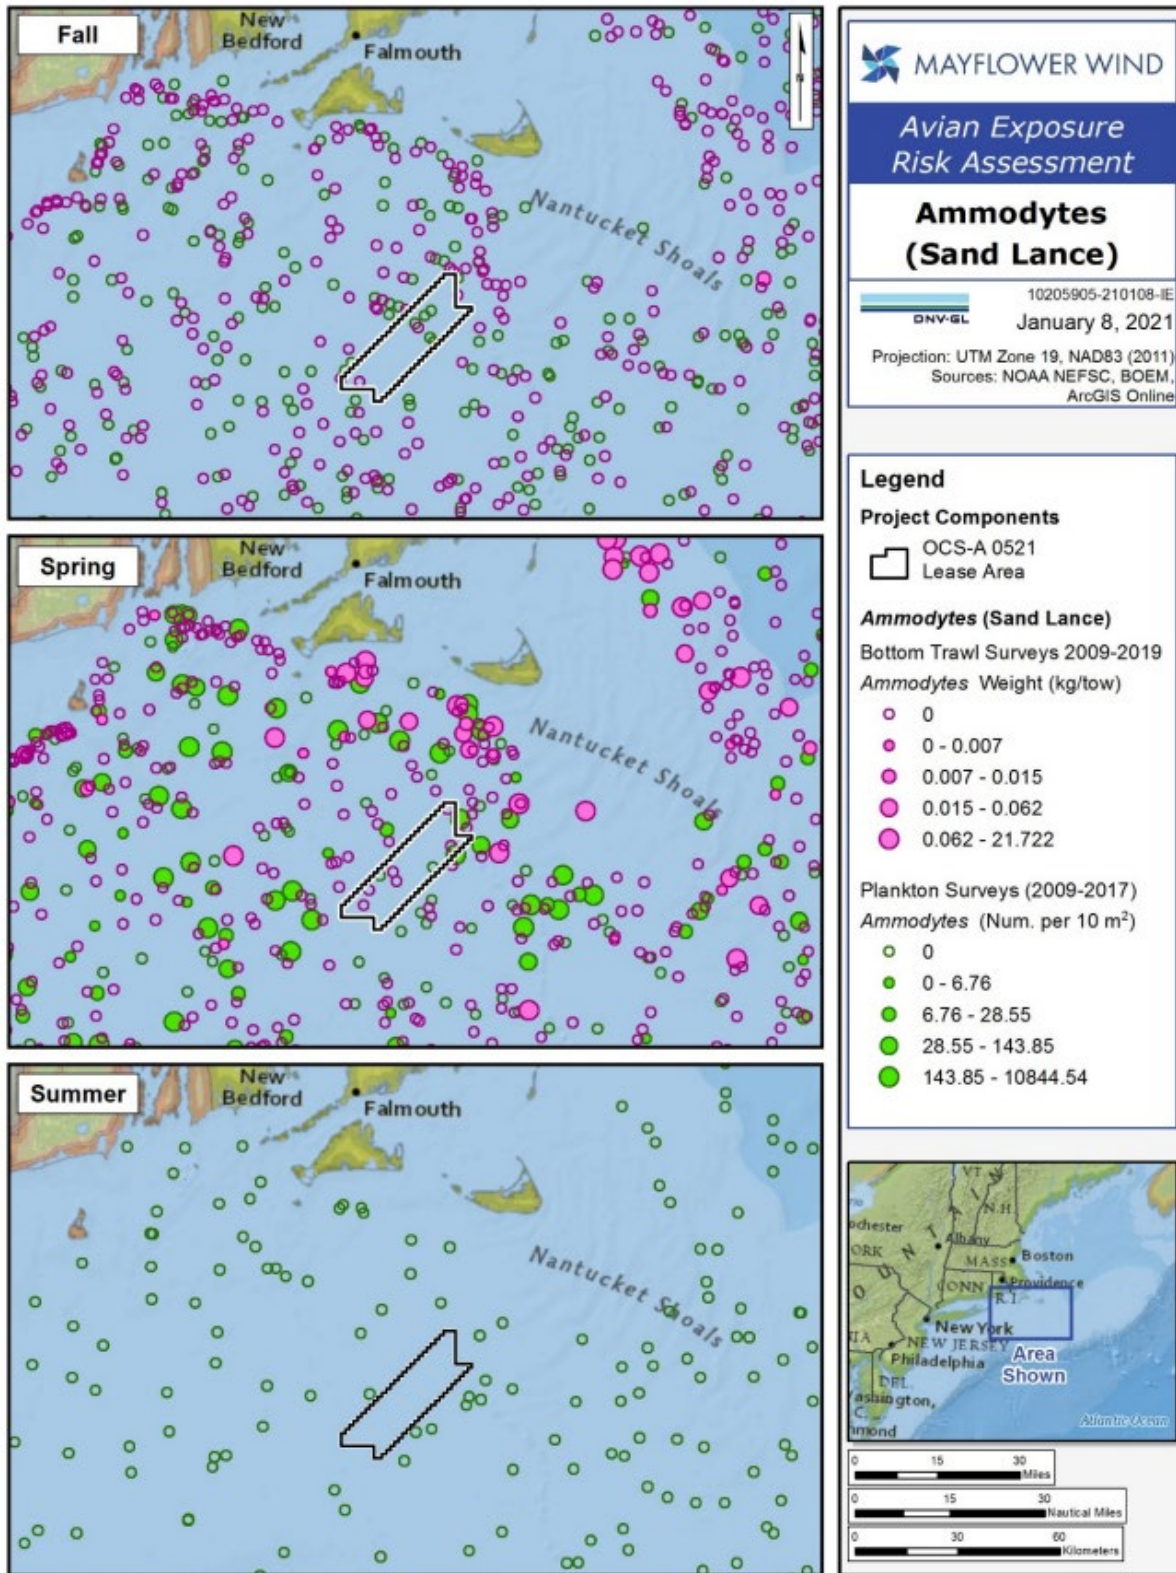 Fall
New
Bedford
Falmouth
Nantucket Shoals
N
Spring
New
Bedford
Falmouth
Nantucket Shoals
Summer
New
Bedford
Falmouth
Nantucket Shoals
MAYFLOWER WIND
Avian Exposure
Risk Assessment
Ammodytes
(Sand Lance)
DNV·GL
10205905-210108-IE
January 8, 2021
Projection: UTM Zone 19, NAD83 (2011)
Sources: NOAA NEFSC, BOEM,
ArcGIS Online
Legend
Project Components
OCS-A 0521
Lease Area
Ammodytes (Sand Lance)
Bottom Trawl Surveys 2009-2019
Ammodytes Weight (kg/tow)
0
0 - 0.007
0.007 - 0.015
0.015 - 0.062
0.062 - 21.722
Plankton Surveys (2009-2017)
Ammodytes (Num. per 10 m²)
0
0 - 6.76
6.76 - 28.55
28.55 - 143.85
143.85 - 10844.54
VT.
N.H.
ochester
Albany
ORK
MASS
Boston
CONN
Providence
R.I.
New York
NEW JERSEY
Philadelphia
DEL.
Area
Shown
ashington,
C.
hmond
Atlantic Ocean
0 15 30
Miles
0 15 30
Nautical Miles
0 30 60
Kilometers